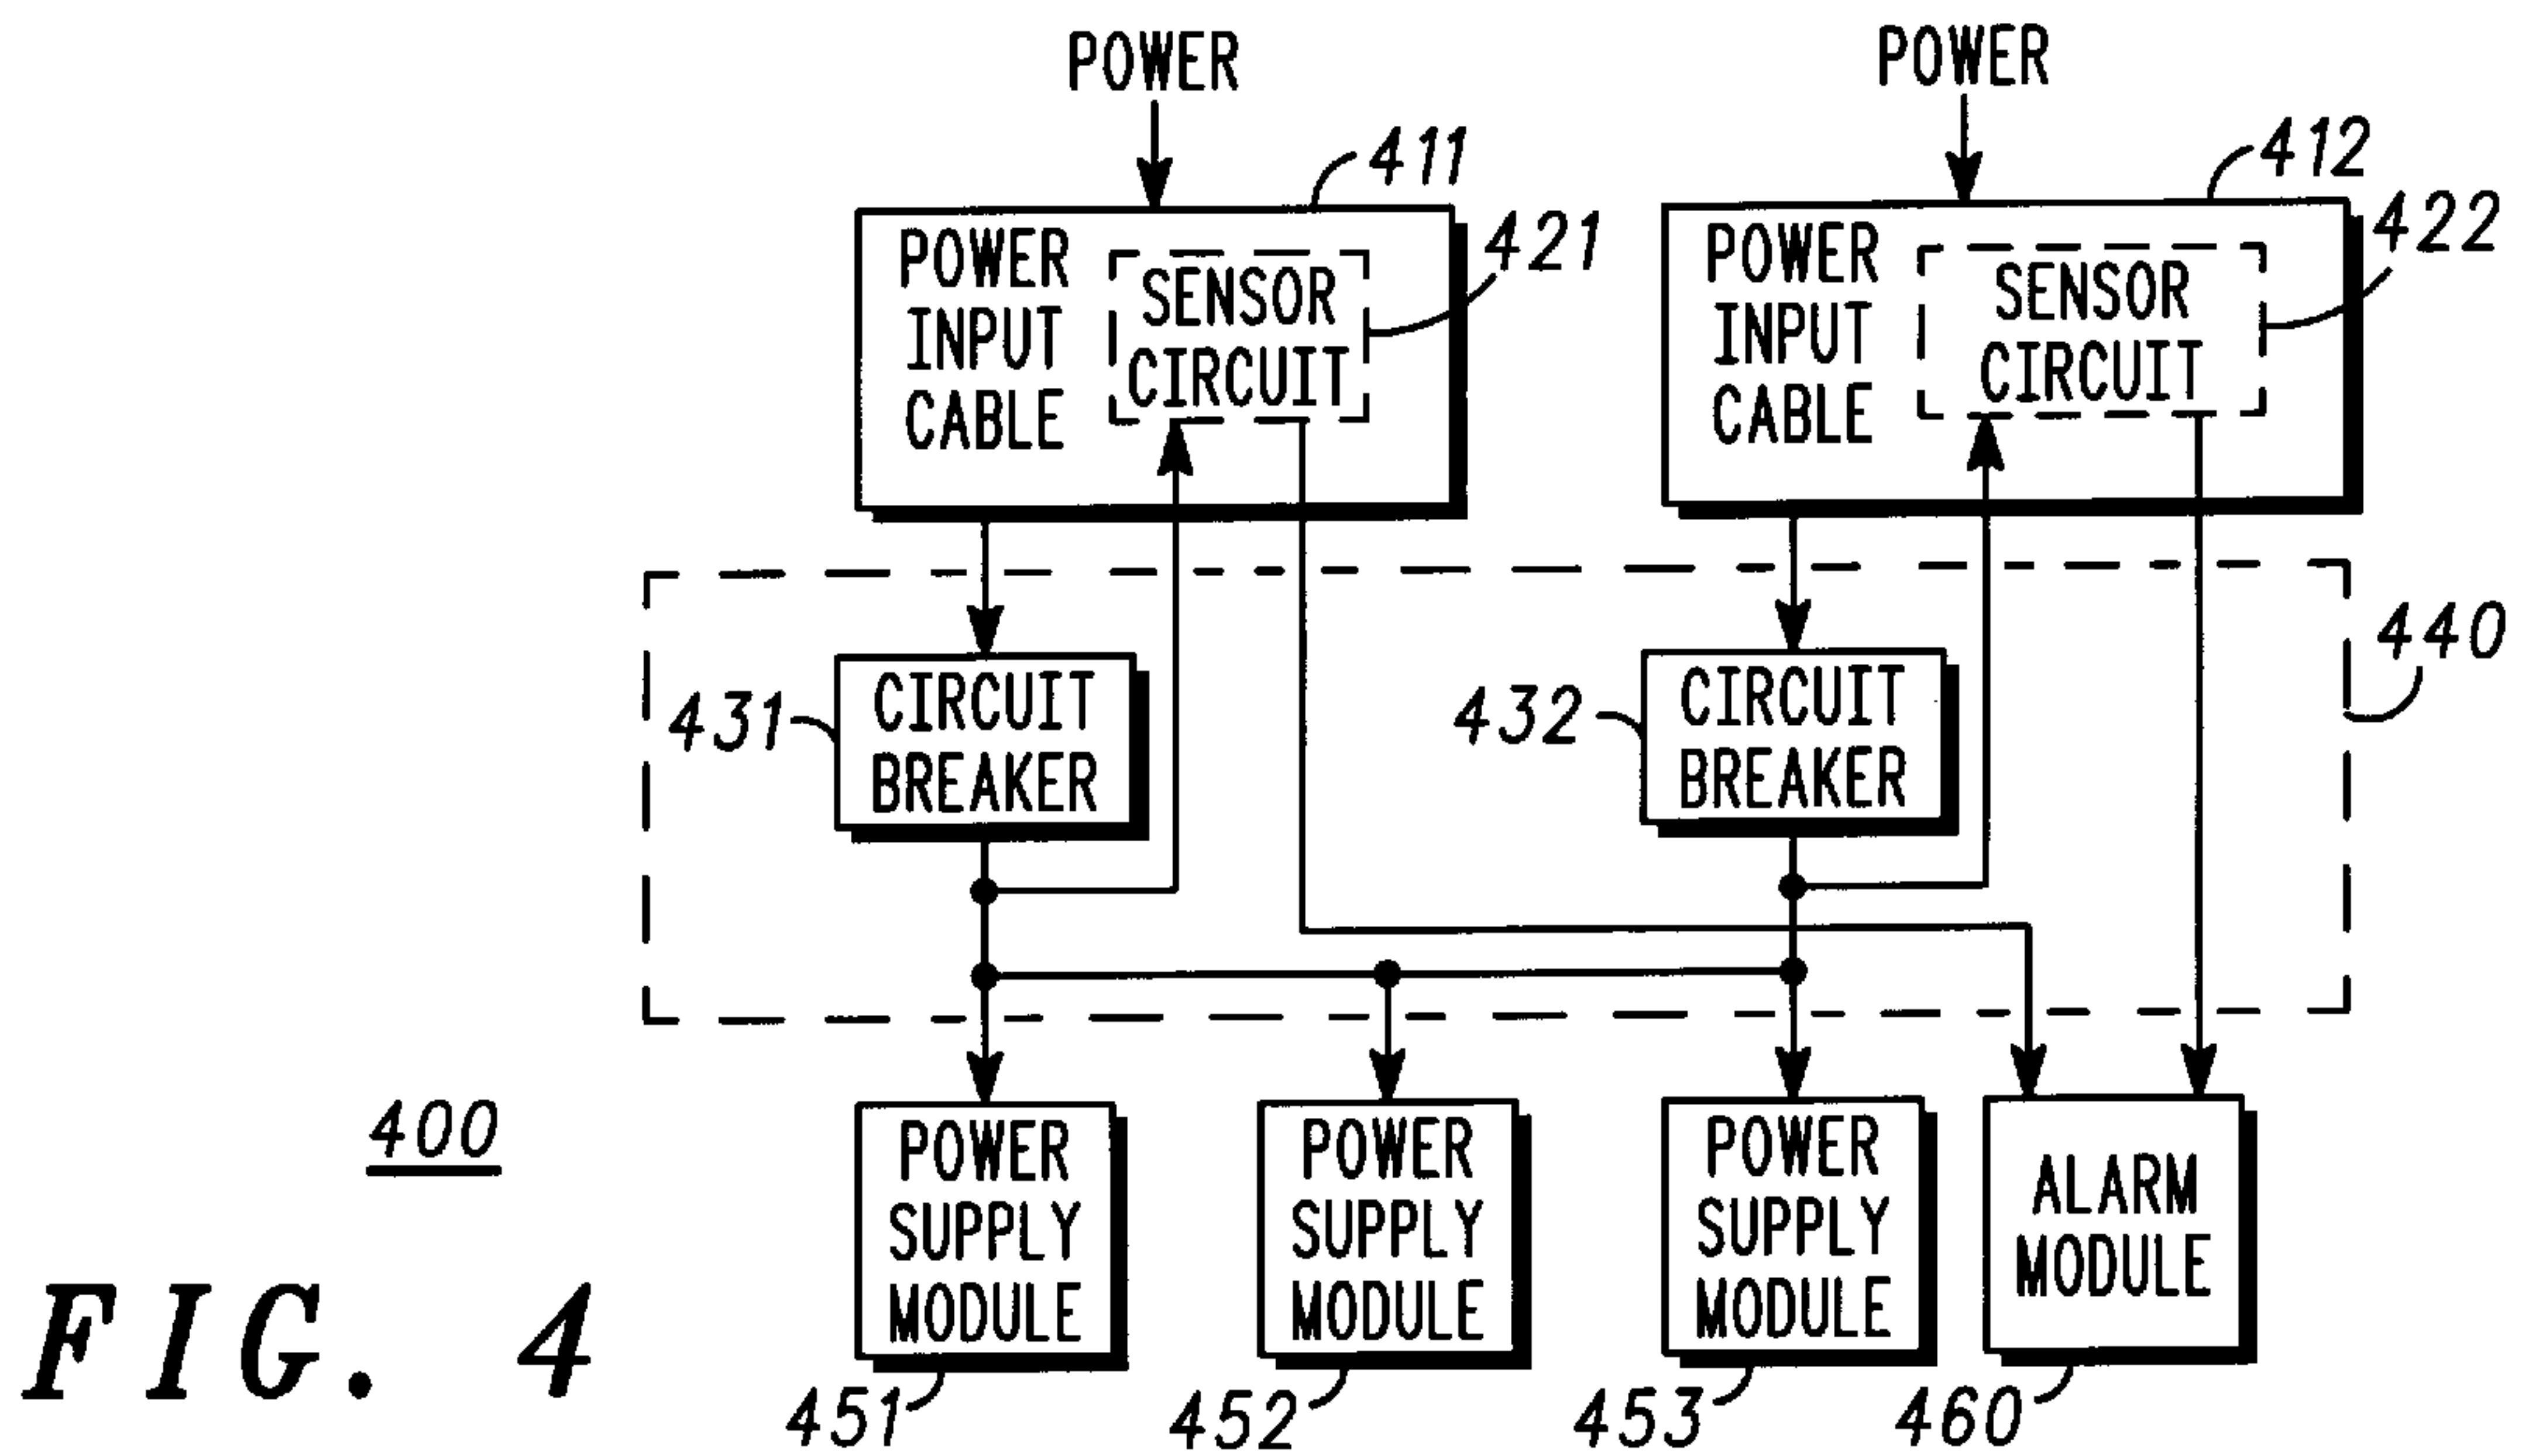 POWER
POWER
411
412
POWER
INPUT
CABLE
SENSOR
CIRCUIT
421
POWER
INPUT
CABLE
SENSOR
CIRCUIT
422
440
431
CIRCUIT
BREAKER
432
CIRCUIT
BREAKER
400
POWER
SUPPLY
MODULE
POWER
SUPPLY
MODULE
POWER
SUPPLY
MODULE
ALARM
MODULE
451
452
453
460
FIG. 4